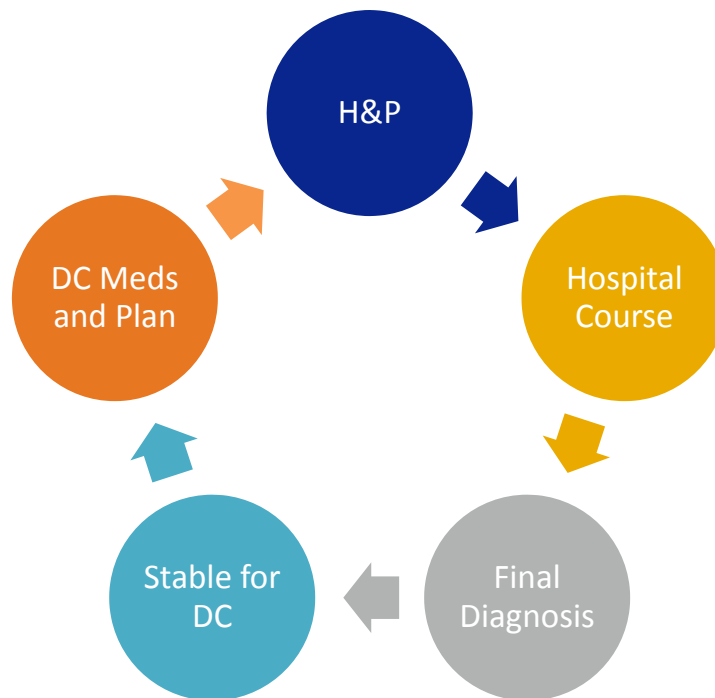 H&P
Hospital
Course
Final
Diagnosis
Stable for
DC
DC Meds
and Plan